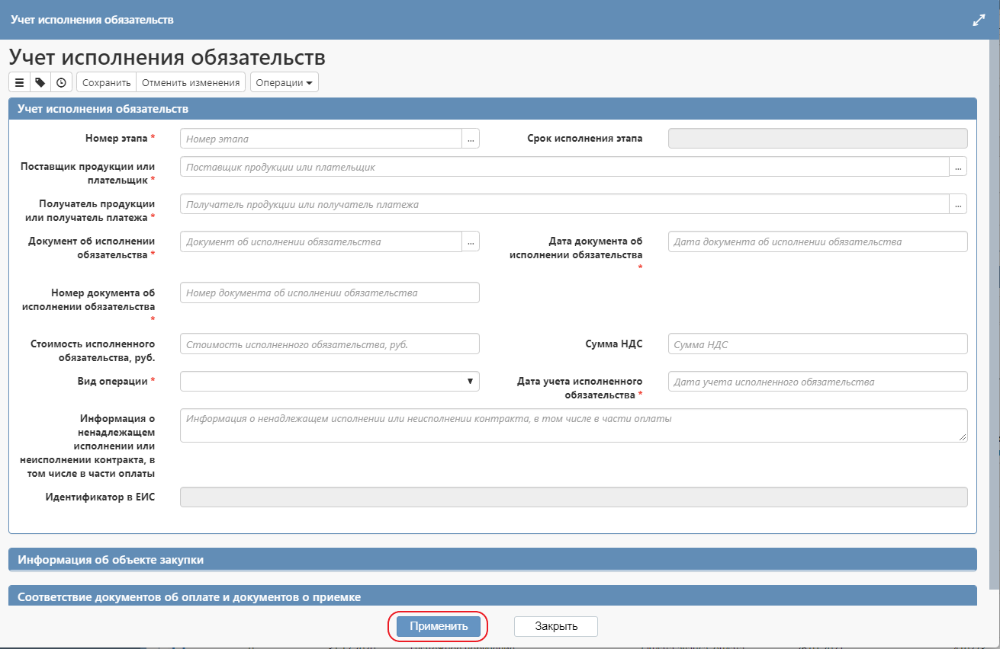 Учет исполнения обязательств
Учет исполнения обязательств
Сохранить Отменить изменения Операции
Учет исполнения обязательств
Номер этапа * Номер этапа ... Срок исполнения этапа
Поставщик продукции или
плательщик *
Поставщик продукции или плательщик ...
Получатель продукции
или получатель платежа *
Получатель продукции или получатель платежа ...
Документ об исполнении
обязательства *
Документ об исполнении обязательства ...
Дата документа об
исполнении обязательства
*
Дата документа об исполнении обязательства
Номер документа об
исполнении обязательства
*
Номер документа об исполнении обязательства
Стоимость исполненного
обязательства, руб.
Стоимость исполненного обязательства, руб.
Сумма НДС Сумма НДС
Вид операции *
Дата учета исполненного
обязательства *
Дата учета исполненного обязательства
Информация о
ненадлежащем
исполнении или
неисполнении контракта, в
том числе в части оплаты
Информация о ненадлежащем исполнении или неисполнении контракта, в том числе в части оплаты
Идентификатор в ЕИС
Информация об объекте закупки
Соответствие документов об оплате и документов о приемке
Применить Закрыть